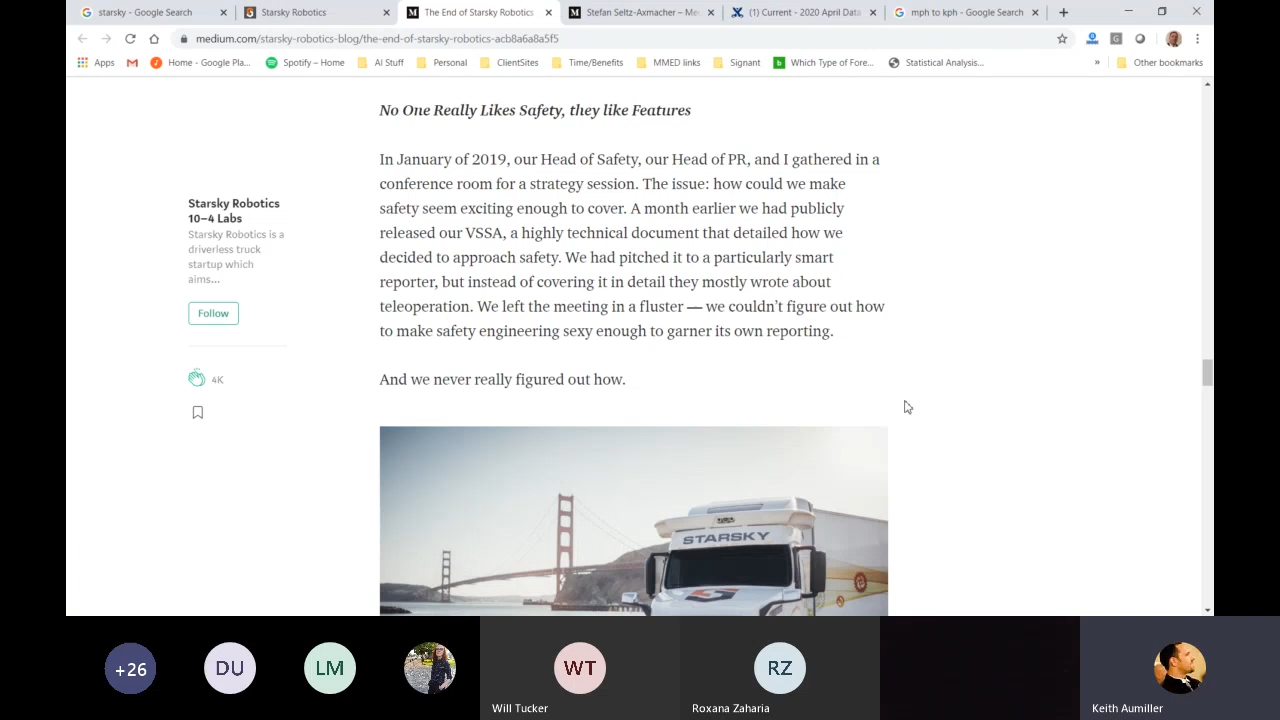 starsky - Google Search
Starsky Robotics
The End of Starsky Robotics
Stefan Seltz-Axmacher – Me
(1) Current - 2020 April Data
mph to kph - Google Search
medium.com/starsky-robotics-blog/the-end-of-starsky-robotics-acb8a6a8a5f5
Apps
Home - Google Pla...
Spotify – Home
AI Stuff
Personal
ClientSites
Time/Benefits
MMED links
Signant
Which Type of Fore...
Statistical Analysis...
»
Other bookmarks
No One Really Likes Safety, they like Features
In January of 2019, our Head of Safety, our Head of PR, and I gathered in a
conference room for a strategy session. The issue: how could we make
safety seem exciting enough to cover. A month earlier we had publicly
released our VSSA, a highly technical document that detailed how we
decided to approach safety. We had pitched it to a particularly smart
reporter, but instead of covering it in detail they mostly wrote about
teleoperation. We left the meeting in a fluster — we couldn't figure out how
to make safety engineering sexy enough to garner its own reporting.
And we never really figured out how.
Starsky Robotics
10–4 Labs
Starsky Robotics is a
driverless truck
startup which
aims...
Follow
4K
STARSKY
+26
DU
LM
WT
Will Tucker
RZ
Roxana Zaharia
Keith Aumiller